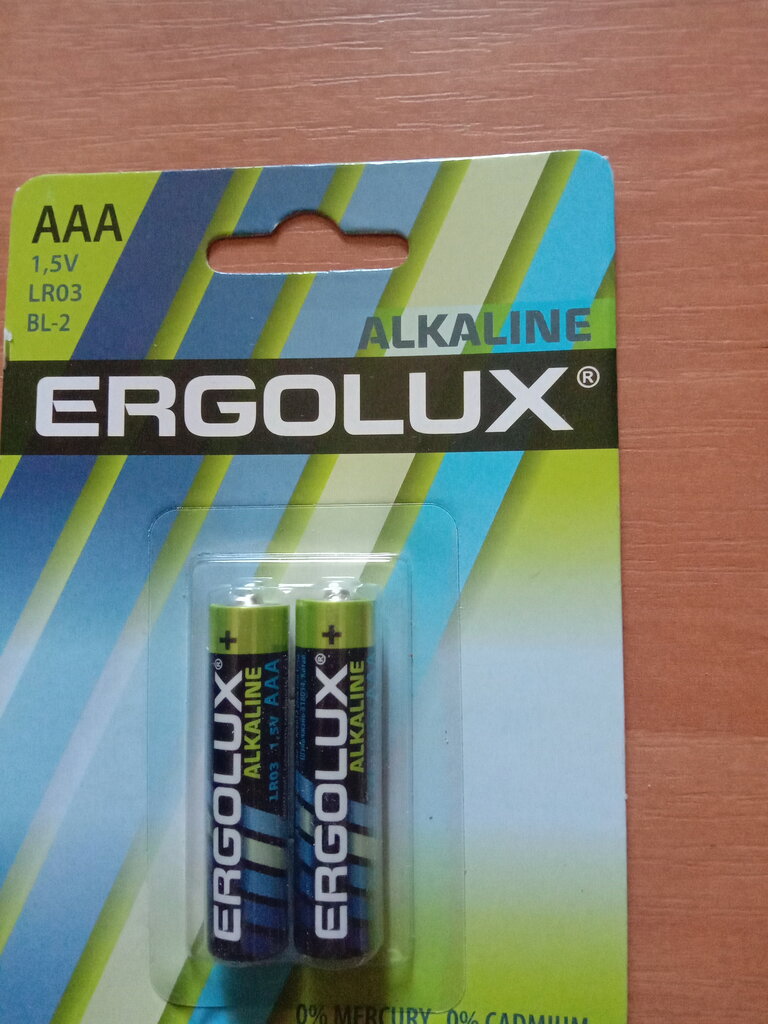 AAA
1,5V
LR03
BL-2
ALKALINE
ERGOLUX®
+
ERGOLUX®
ALKALINE
LR03 1.5V AAA
+
ERGOLUX®
ALKALINE
0% MERCURY 0% CADMIUM